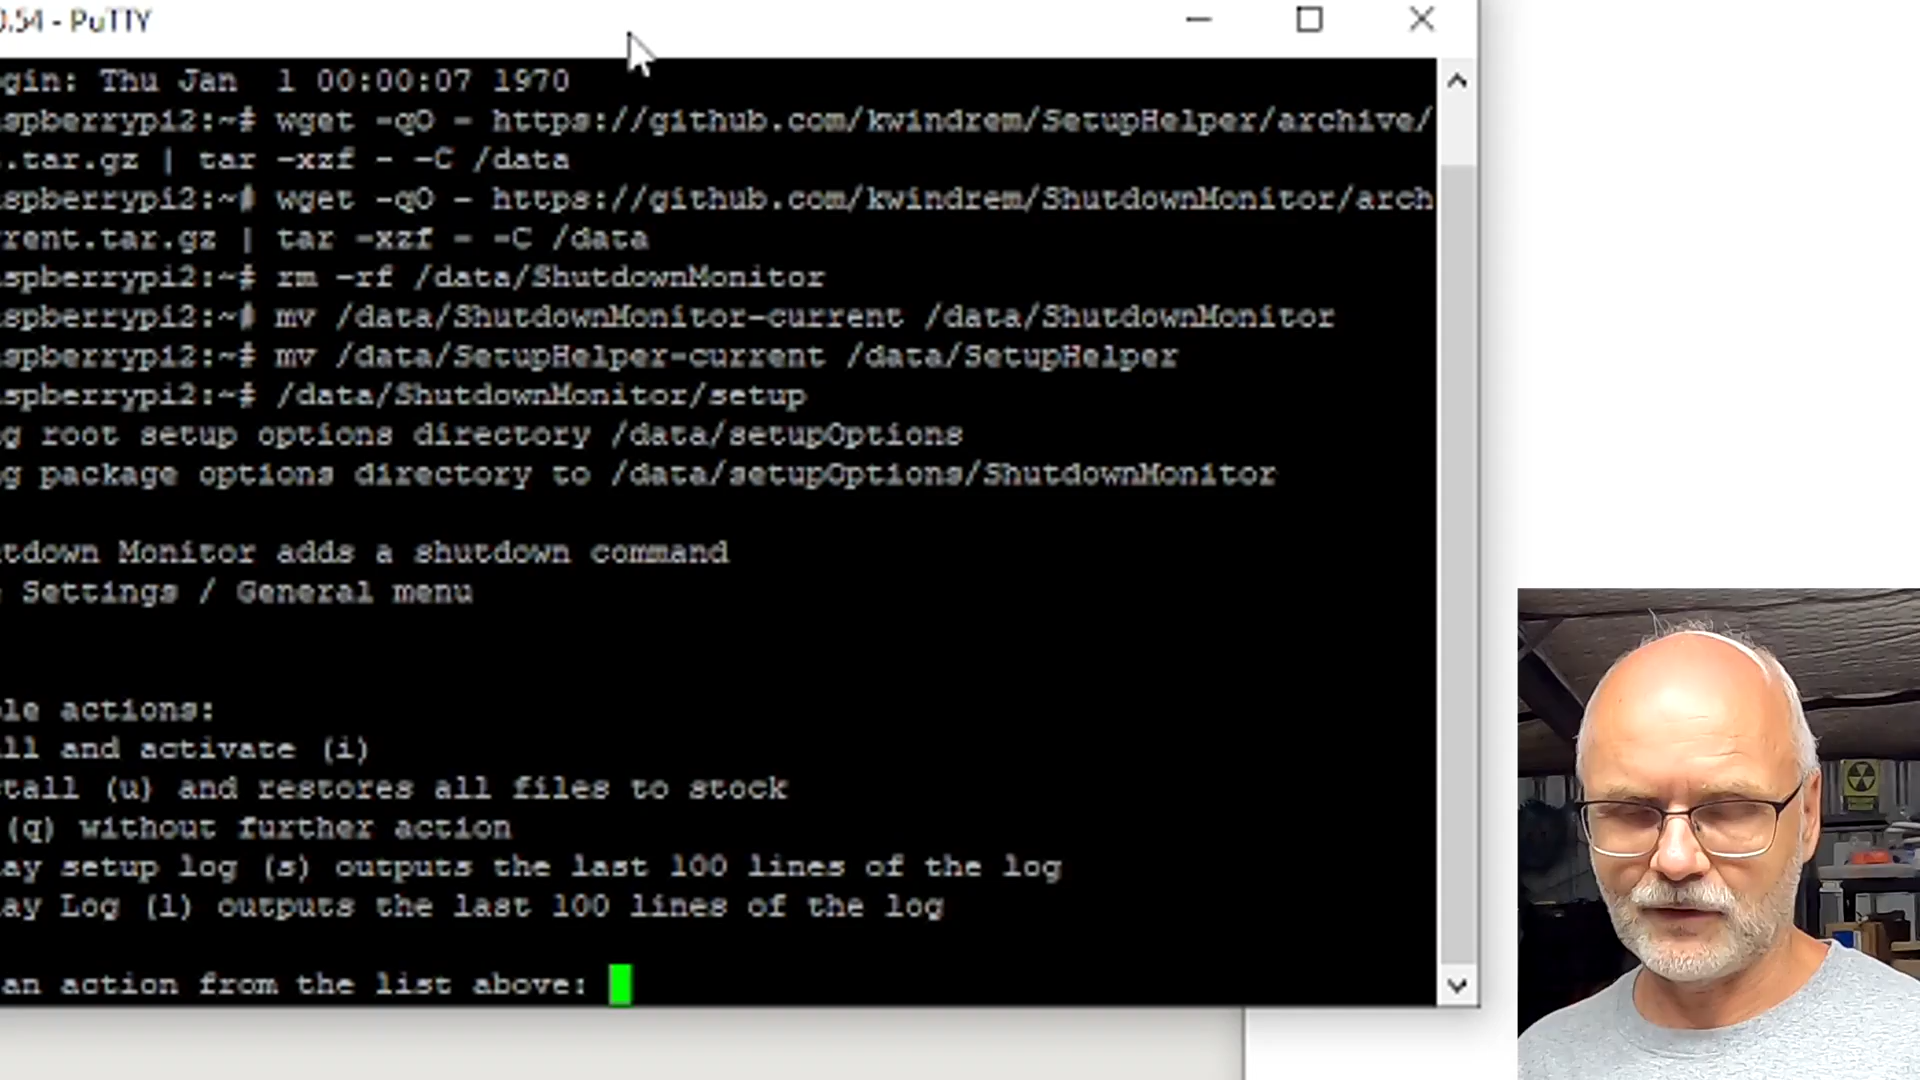 0.54 - PuTTY
gin: Thu Jan  1 00:00:07 1970
spberrypi2:~# wget -qO - https://github.com/kwindrem/SetupHelper/archive/
.tar.gz | tar -xzf - -C /data
spberrypi2:~# wget -qO - https://github.com/kwindrem/ShutdownMonitor/arch
rent.tar.gz | tar -xzf - -C /data
spberrypi2:~# rm -rf /data/ShutdownMonitor
spberrypi2:~# mv /data/ShutdownMonitor-current /data/ShutdownMonitor
spberrypi2:~# mv /data/SetupHelper-current /data/SetupHelper
spberrypi2:~# /data/ShutdownMonitor/setup
g root setup options directory /data/setupOptions
g package options directory to /data/setupOptions/ShutdownMonitor
tdown Monitor adds a shutdown command
Settings / General menu
le actions:
ll and activate (i)
tall (u) and restores all files to stock
(q) without further action
ay setup log (s) outputs the last 100 lines of the log
ay Log (l) outputs the last 100 lines of the log
an action from the list above: